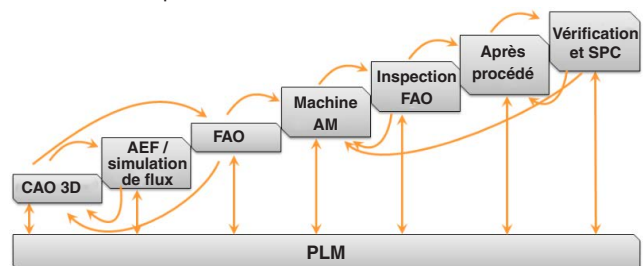 CAO 3D
AEF /
simulation
de flux
FAO
Machine
AM
Inspection
FAO
Après
procédé
Vérification
et SPC
PLM